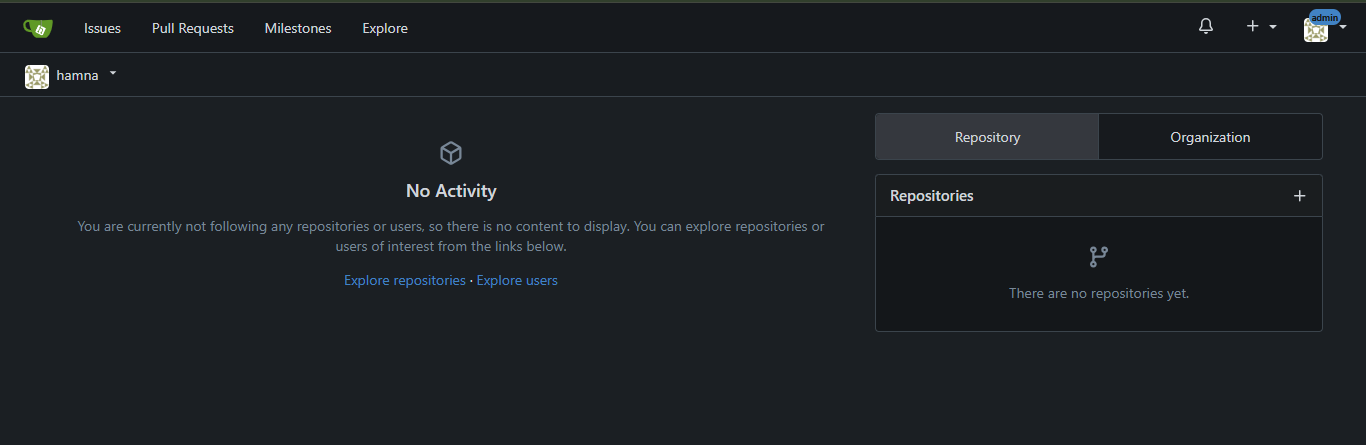 Issues Pull Requests Milestones Explore admin
hamna
Repository Organization
No Activity
Repositories
You are currently not following any repositories or users, so there is no content to display. You can explore repositories or
users of interest from the links below.
Explore repositories · Explore users
There are no repositories yet.